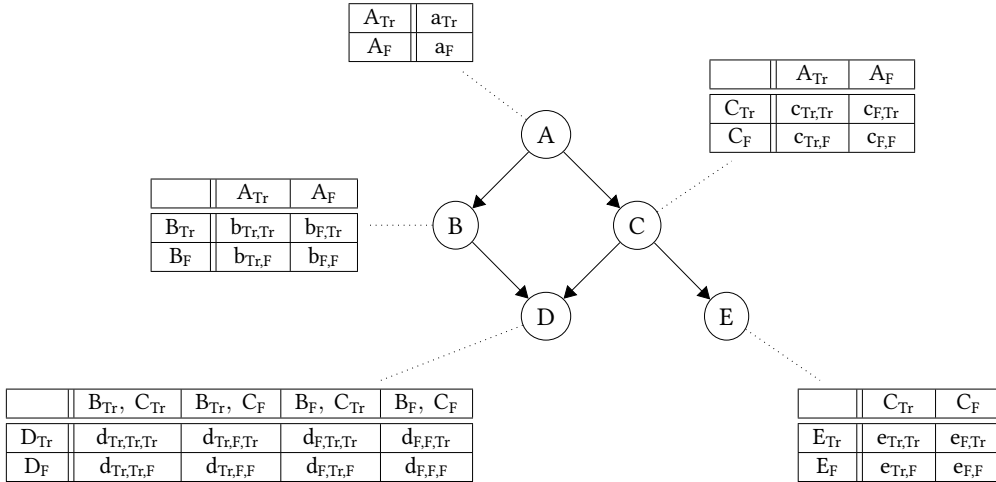 A_Tr a_Tr
A_F a_F
A_Tr A_F
C_Tr c_Tr,Tr c_F,Tr
C_F c_Tr,F c_F,F
A
A_Tr A_F
B_Tr b_Tr,Tr b_F,Tr
B_F b_Tr,F b_F,F
B
C
D
E
B_Tr, C_Tr B_Tr, C_F B_F, C_Tr B_F, C_F
D_Tr d_Tr,Tr,Tr d_Tr,F,Tr d_F,Tr,Tr d_F,F,Tr
D_F d_Tr,Tr,F d_Tr,F,F d_F,Tr,F d_F,F,F
C_Tr C_F
E_Tr e_Tr,Tr e_F,Tr
E_F e_Tr,F e_F,F